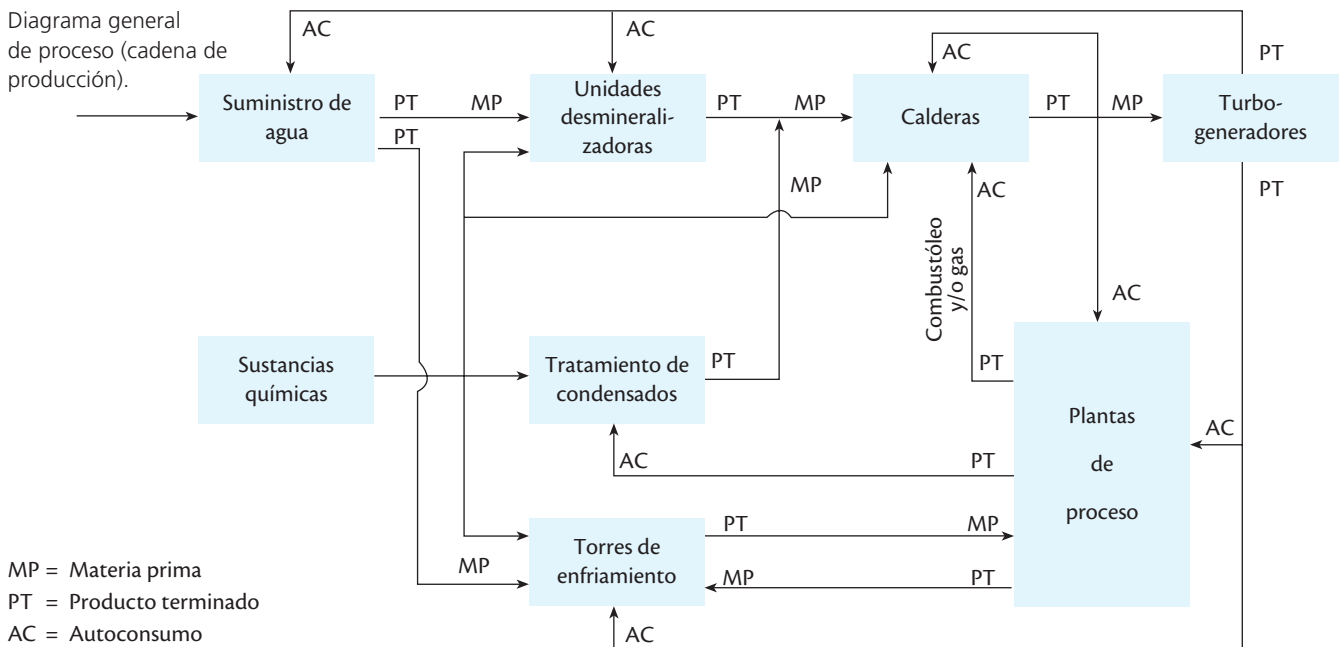 Diagrama general
de proceso (cadena de
producción).
AC
AC
AC
PT
Suministro de
agua
PT
MP
PT
Unidades
desminerali-
zadoras
PT
MP
Calderas
PT
MP
Turbo-
generadores
MP
AC
PT
Combustóleo
y/o gas
AC
Sustancias
químicas
Tratamiento de
condensados
PT
PT
Plantas
de
proceso
AC
AC
PT
PT
MP
Torres de
enfriamiento
MP
MP
PT
AC
MP = Materia prima
PT = Producto terminado
AC = Autoconsumo